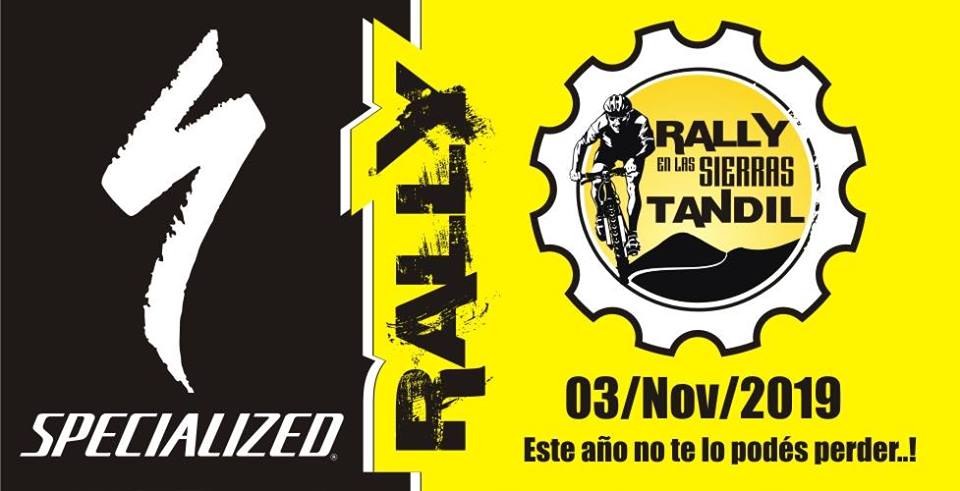 SPECIALIZED®
RALLY
RALLY
EN LAS SIERRAS
TANDIL
03/Nov/2019
Este año no te lo podés perder..!